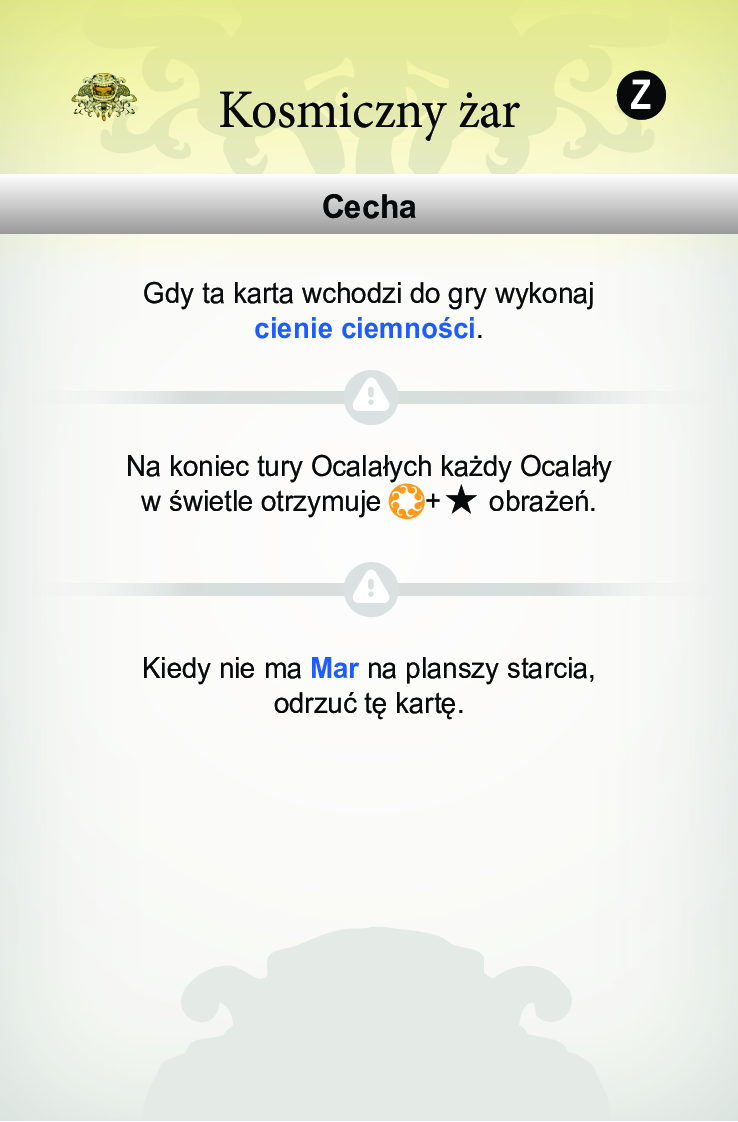 Kosmiczny żar
Z
Cecha
Gdy ta karta wchodzi do gry wykonaj
cienie ciemności.
Na koniec tury Ocalałych każdy Ocalały
w świetle otrzymuje + ★ obrażeń.
Kiedy nie ma Mar na planszy starcia,
odrzuć tę kartę.